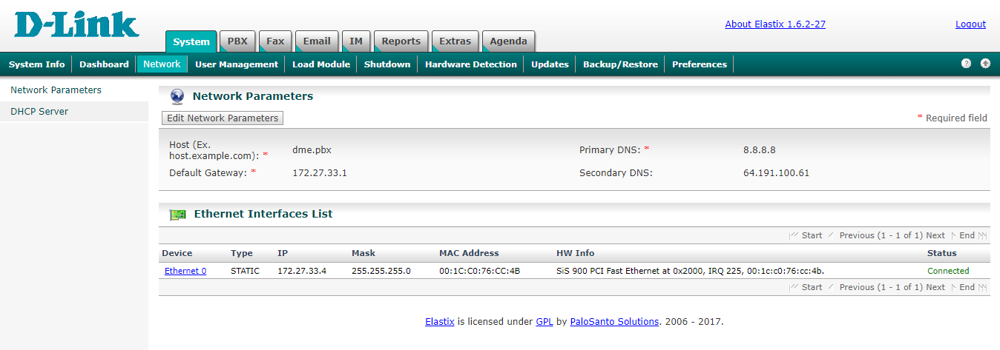 D-Link
About Elastix 1.6.2-27
Logout
System PBX Fax Email IM Reports Extras Agenda
System Info Dashboard Network User Management Load Module Shutdown Hardware Detection Updates Backup/Restore Preferences ?
Network Parameters
DHCP Server
Network Parameters
Edit Network Parameters
* Required field
Host (Ex.
host.example.com): * dme.pbx Primary DNS: * 8.8.8.8
Default Gateway: * 172.27.33.1 Secondary DNS: 64.191.100.61
Ethernet Interfaces List
Start Previous (1 - 1 of 1) Next End
Device Type IP Mask MAC Address HW Info Status
Ethernet 0 STATIC 172.27.33.4 255.255.255.0 00:1C:C0:76:CC:4B SiS 900 PCI Fast Ethernet at 0x2000, IRQ 225, 00:1c:c0:76:cc:4b. Connected
Start Previous (1 - 1 of 1) Next End
Elastix is licensed under GPL by PaloSanto Solutions. 2006 - 2017.